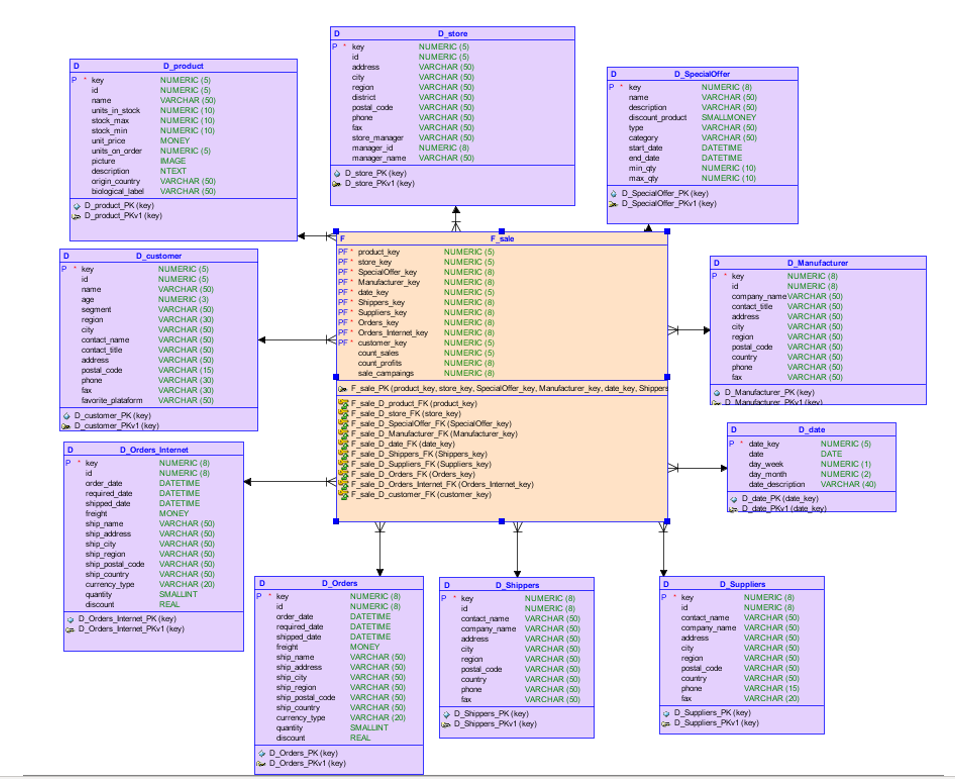 D D_store
P * key NUMERIC (5)
id NUMERIC (5)
address VARCHAR (50)
city VARCHAR (50)
region VARCHAR (50)
district VARCHAR (50)
postal_code VARCHAR (50)
phone VARCHAR (50)
fax VARCHAR (50)
store_manager VARCHAR (50)
manager_id NUMERIC (8)
manager_name VARCHAR (50)
D_store_PK (key)
D_store_PKv1 (key)
D D_product
P * key NUMERIC (5)
id NUMERIC (5)
name VARCHAR (50)
units_in_stock NUMERIC (10)
stock_max NUMERIC (10)
stock_min NUMERIC (10)
unit_price MONEY
units_on_order NUMERIC (5)
picture IMAGE
description NTEXT
origin_country VARCHAR (50)
biological_label VARCHAR (50)
D_product_PK (key)
D_product_PKv1 (key)
D D_SpecialOffer
P * key NUMERIC (8)
name VARCHAR (50)
description VARCHAR (50)
discount_product SMALLMONEY
type VARCHAR (50)
category VARCHAR (50)
start_date DATETIME
end_date DATETIME
min_qty NUMERIC (10)
max_qty NUMERIC (10)
D_SpecialOffer_PK (key)
D_SpecialOffer_PKv1 (key)
F F_sale
PF * product_key NUMERIC (5)
PF * store_key NUMERIC (5)
PF * SpecialOffer_key NUMERIC (8)
PF * Manufacturer_key NUMERIC (8)
PF * date_key NUMERIC (5)
PF * Shippers_key NUMERIC (8)
PF * Suppliers_key NUMERIC (8)
PF * Orders_key NUMERIC (8)
PF * Orders_Internet_key NUMERIC (8)
PF * customer_key NUMERIC (5)
count_sales NUMERIC (5)
count_profits NUMERIC (8)
sale_campaings NUMERIC (8)
F_sale_PK (product_key, store_key, SpecialOffer_key, Manufacturer_key, date_key, Shippers
F_sale_D_product_FK (product_key)
F_sale_D_store_FK (store_key)
F_sale_D_SpecialOffer_FK (SpecialOffer_key)
F_sale_D_Manufacturer_FK (Manufacturer_key)
F_sale_D_date_FK (date_key)
F_sale_D_Shippers_FK (Shippers_key)
F_sale_D_Suppliers_FK (Suppliers_key)
F_sale_D_Orders_FK (Orders_key)
F_sale_D_Orders_Internet_FK (Orders_Internet_key)
F_sale_D_customer_FK (customer_key)
D D_customer
P * key NUMERIC (5)
id NUMERIC (5)
name VARCHAR (50)
age NUMERIC (3)
segment VARCHAR (50)
region VARCHAR (30)
city VARCHAR (50)
contact_name VARCHAR (50)
contact_title VARCHAR (50)
address VARCHAR (50)
postal_code VARCHAR (15)
phone VARCHAR (30)
fax VARCHAR (30)
favorite_plataform VARCHAR (50)
D_customer_PK (key)
D_customer_PKv1 (key)
D D_Manufacturer
P * key NUMERIC (8)
id NUMERIC (8)
company_name VARCHAR (50)
contact_title VARCHAR (50)
address VARCHAR (50)
city VARCHAR (50)
region VARCHAR (50)
postal_code VARCHAR (50)
country VARCHAR (50)
phone VARCHAR (50)
fax VARCHAR (50)
D_Manufacturer_PK (key)
D_Manufacturer_PKv1 (key)
D D_date
P * date_key NUMERIC (5)
date DATE
day_week NUMERIC (1)
day_month NUMERIC (2)
date_description VARCHAR (40)
D_date_PK (date_key)
D_date_PKv1 (date_key)
D D_Orders_Internet
P * key NUMERIC (8)
id NUMERIC (8)
order_date DATETIME
required_date DATETIME
shipped_date DATETIME
freight MONEY
ship_name VARCHAR (50)
ship_address VARCHAR (50)
ship_city VARCHAR (50)
ship_region VARCHAR (50)
ship_postal_code VARCHAR (50)
ship_country VARCHAR (50)
currency_type VARCHAR (20)
quantity SMALLINT
discount REAL
D_Orders_Internet_PK (key)
D_Orders_Internet_PKv1 (key)
D D_Orders
P * key NUMERIC (8)
id NUMERIC (8)
order_date DATETIME
required_date DATETIME
shipped_date DATETIME
freight MONEY
ship_name VARCHAR (50)
ship_address VARCHAR (50)
ship_city VARCHAR (50)
ship_region VARCHAR (50)
ship_postal_code VARCHAR (50)
ship_country VARCHAR (50)
currency_type VARCHAR (20)
quantity SMALLINT
discount REAL
D_Orders_PK (key)
D_Orders_PKv1 (key)
D D_Shippers
P * key NUMERIC (8)
id NUMERIC (8)
contact_name VARCHAR (50)
company_name VARCHAR (50)
address VARCHAR (50)
city VARCHAR (50)
region VARCHAR (50)
postal_code VARCHAR (50)
country VARCHAR (50)
phone VARCHAR (50)
fax VARCHAR (50)
D_Shippers_PK (key)
D_Shippers_PKv1 (key)
D D_Suppliers
P * key NUMERIC (8)
id NUMERIC (8)
contact_name VARCHAR (50)
company_name VARCHAR (50)
address VARCHAR (50)
city VARCHAR (50)
region VARCHAR (50)
postal_code VARCHAR (50)
country VARCHAR (50)
phone VARCHAR (15)
fax VARCHAR (20)
D_Suppliers_PK (key)
D_Suppliers_PKv1 (key)